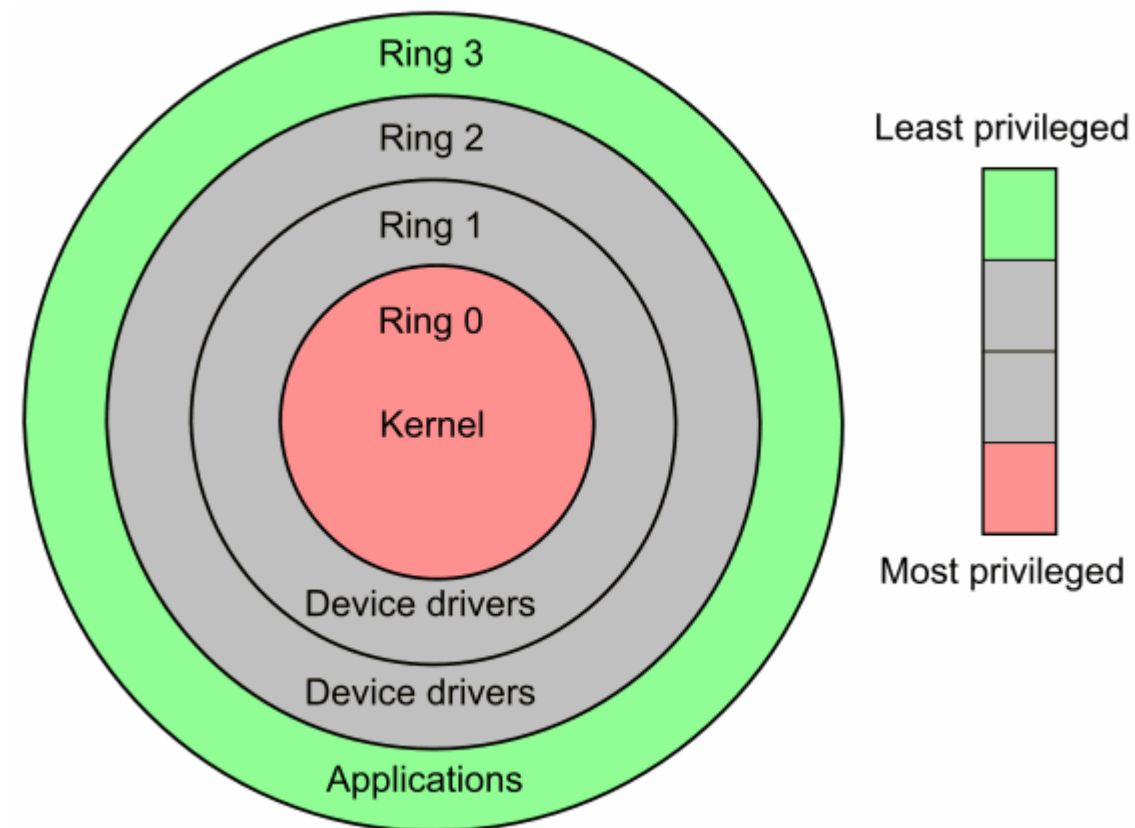 Ring 3
Ring 2
Ring 1
Ring 0
Kernel
Device drivers
Device drivers
Applications
Least privileged
Most privileged